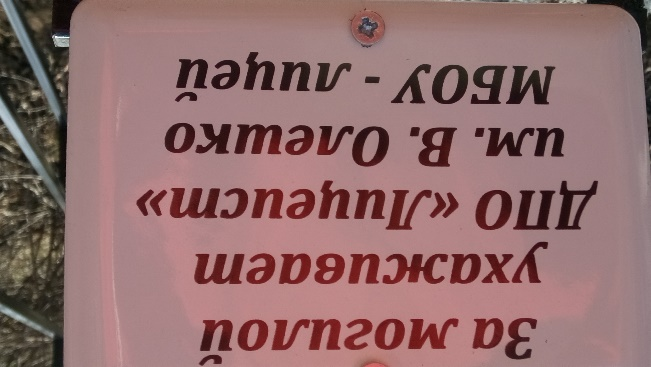 За могилой
ухаживает
ДПО «Лицеист»
им. В. Олешко
МБОУ - лицей